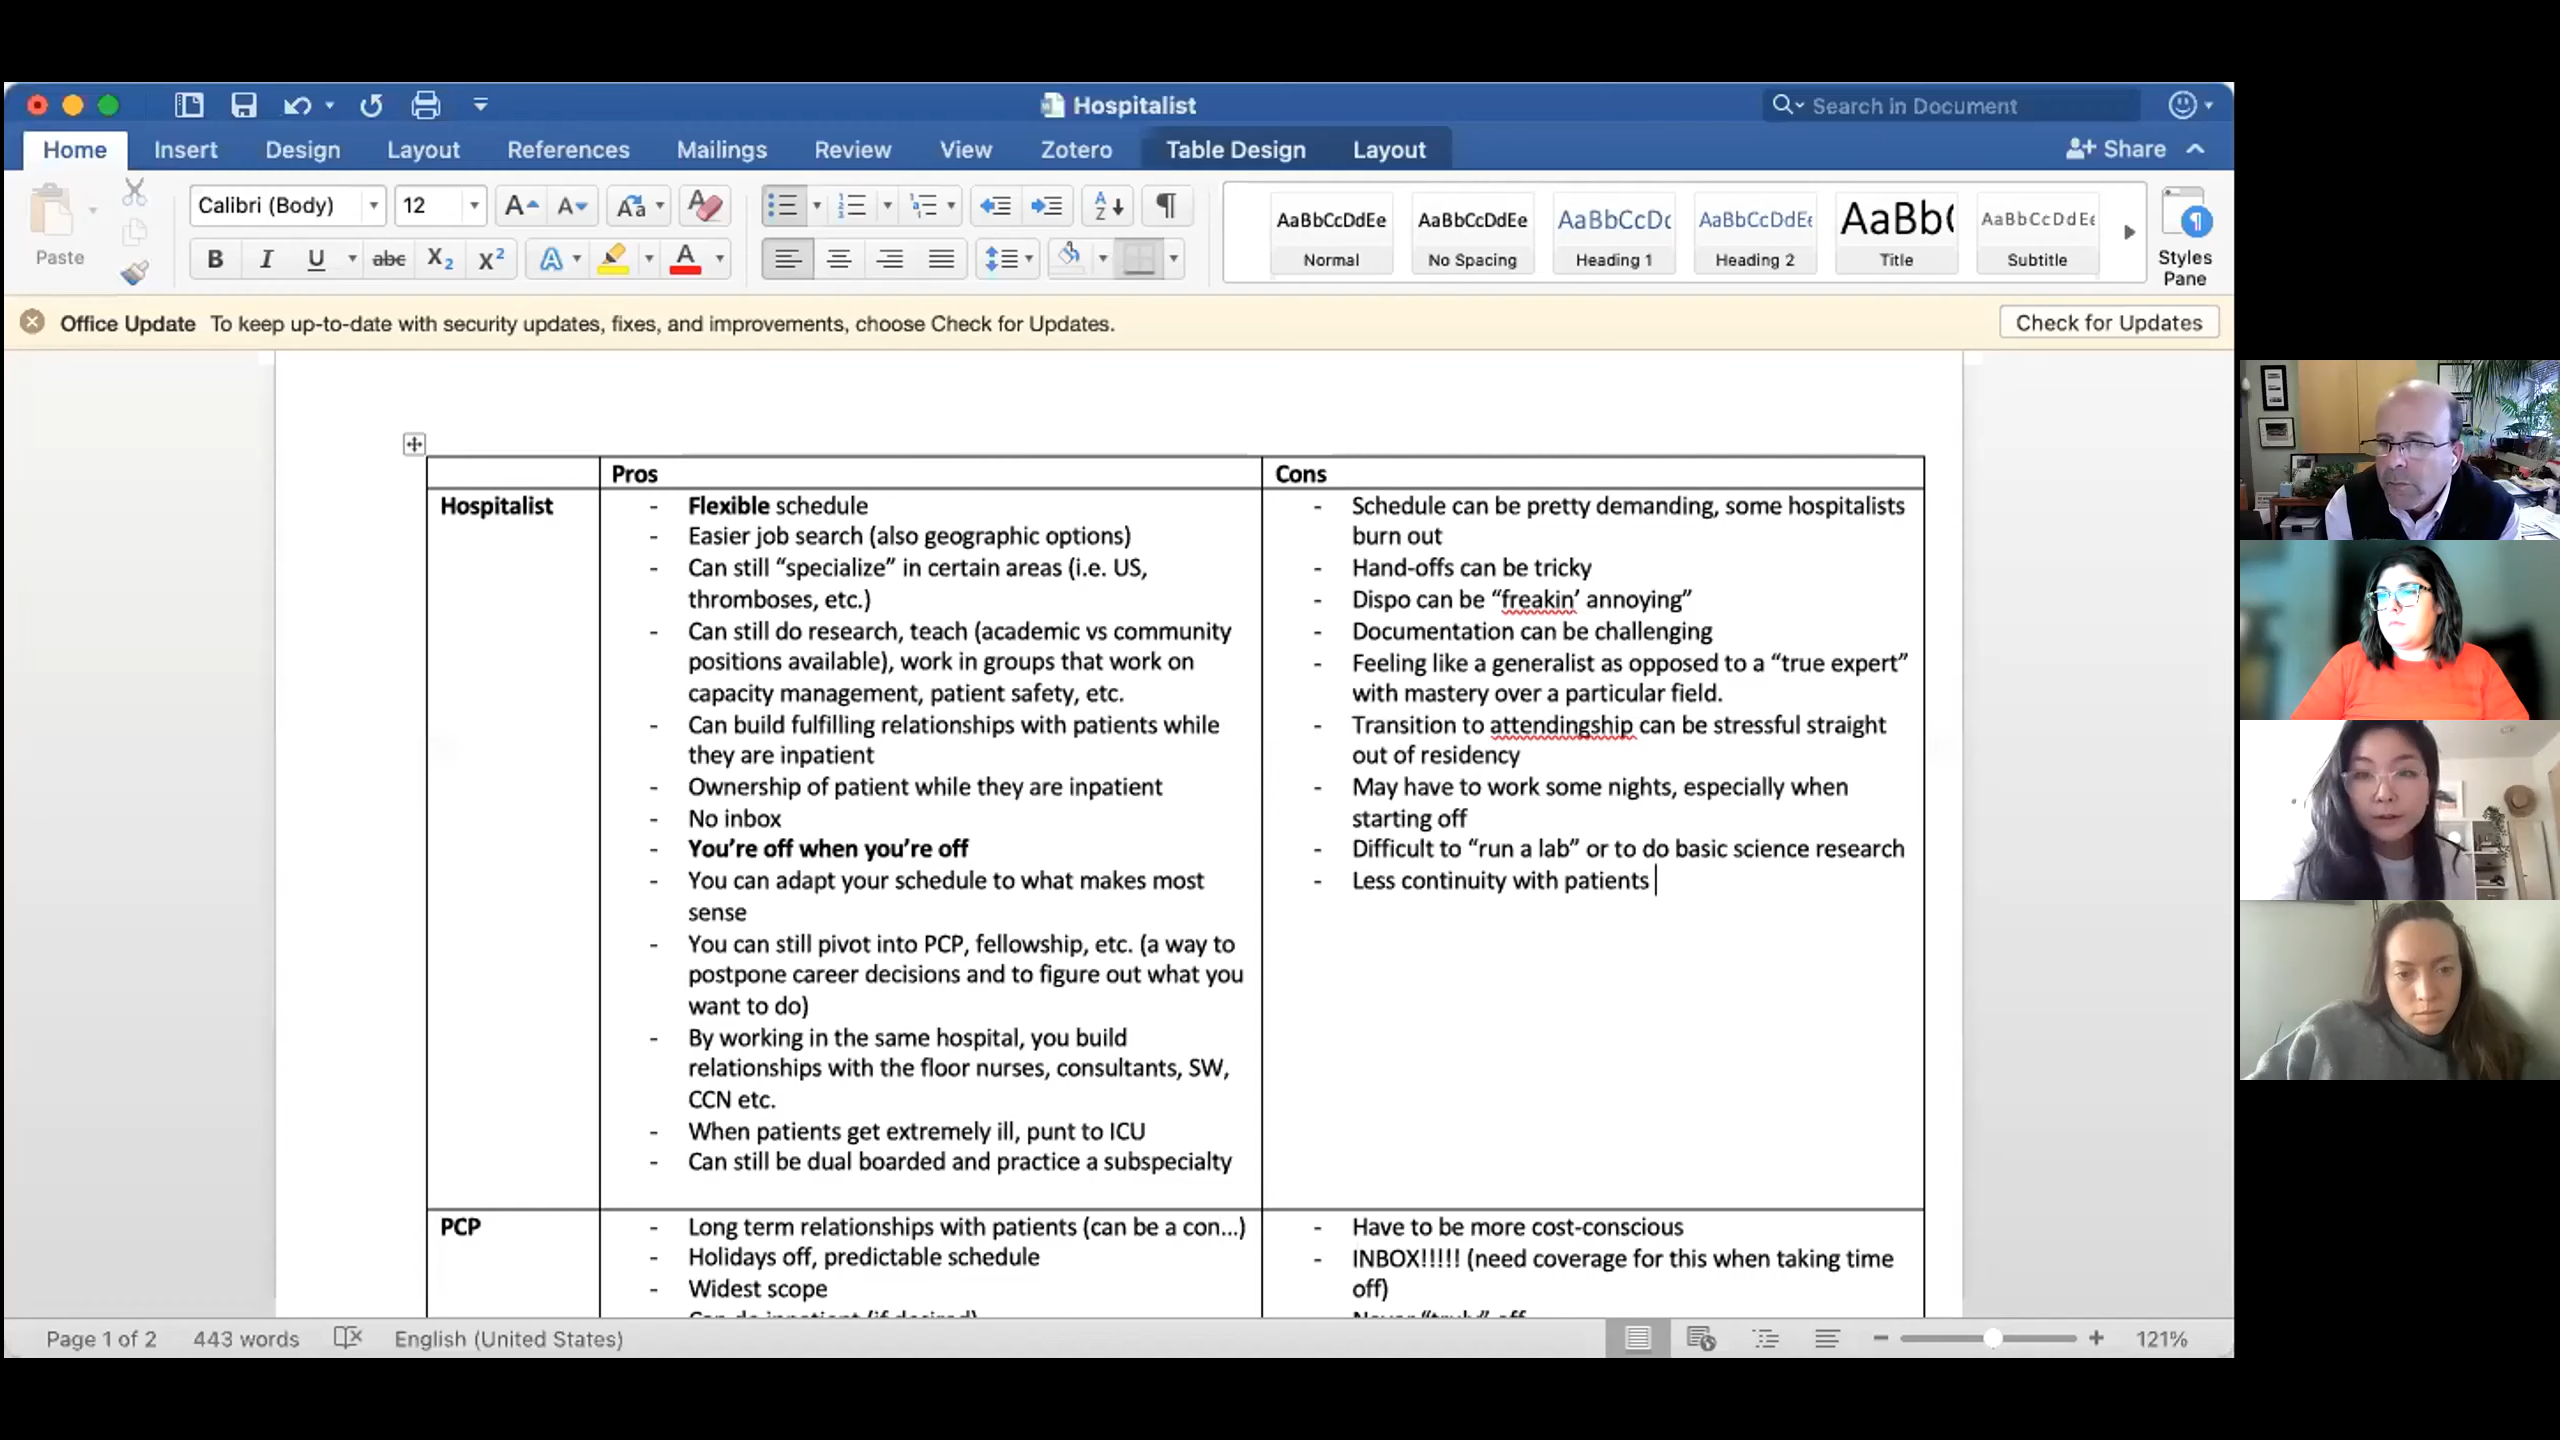 Hospitalist
Search in Document
Home Insert Design Layout References Mailings Review View Zotero Table Design Layout
Share
Paste
Calibri (Body) 12
AaBbCcDdEe AaBbCcDdEe AaBbCcDc AaBbCcDdEe AaBb( AaBbCcDdEe
Normal No Spacing Heading 1 Heading 2 Title Subtitle
Styles
Pane
Office Update To keep up-to-date with security updates, fixes, and improvements, choose Check for Updates.
Check for Updates
Pros
Cons
Hospitalist
- Flexible schedule
- Easier job search (also geographic options)
- Can still “specialize” in certain areas (i.e. US,
thromboses, etc.)
- Can still do research, teach (academic vs community
positions available), work in groups that work on
capacity management, patient safety, etc.
- Can build fulfilling relationships with patients while
they are inpatient
- Ownership of patient while they are inpatient
- No inbox
- You’re off when you’re off
- You can adapt your schedule to what makes most
sense
- You can still pivot into PCP, fellowship, etc. (a way to
postpone career decisions and to figure out what you
want to do)
- By working in the same hospital, you build
relationships with the floor nurses, consultants, SW,
CCN etc.
- When patients get extremely ill, punt to ICU
- Can still be dual boarded and practice a subspecialty
- Schedule can be pretty demanding, some hospitalists
burn out
- Hand-offs can be tricky
- Dispo can be “freakin’ annoying”
- Documentation can be challenging
- Feeling like a generalist as opposed to a “true expert”
with mastery over a particular field.
- Transition to attendingship can be stressful straight
out of residency
- May have to work some nights, especially when
starting off
- Difficult to “run a lab” or to do basic science research
- Less continuity with patients
PCP
- Long term relationships with patients (can be a con...)
- Holidays off, predictable schedule
- Widest scope
Can do inpatient (if desired)
- Have to be more cost-conscious
- INBOX!!!!! (need coverage for this when taking time
off)
Never “truly” off
Page 1 of 2 443 words English (United States)
121%